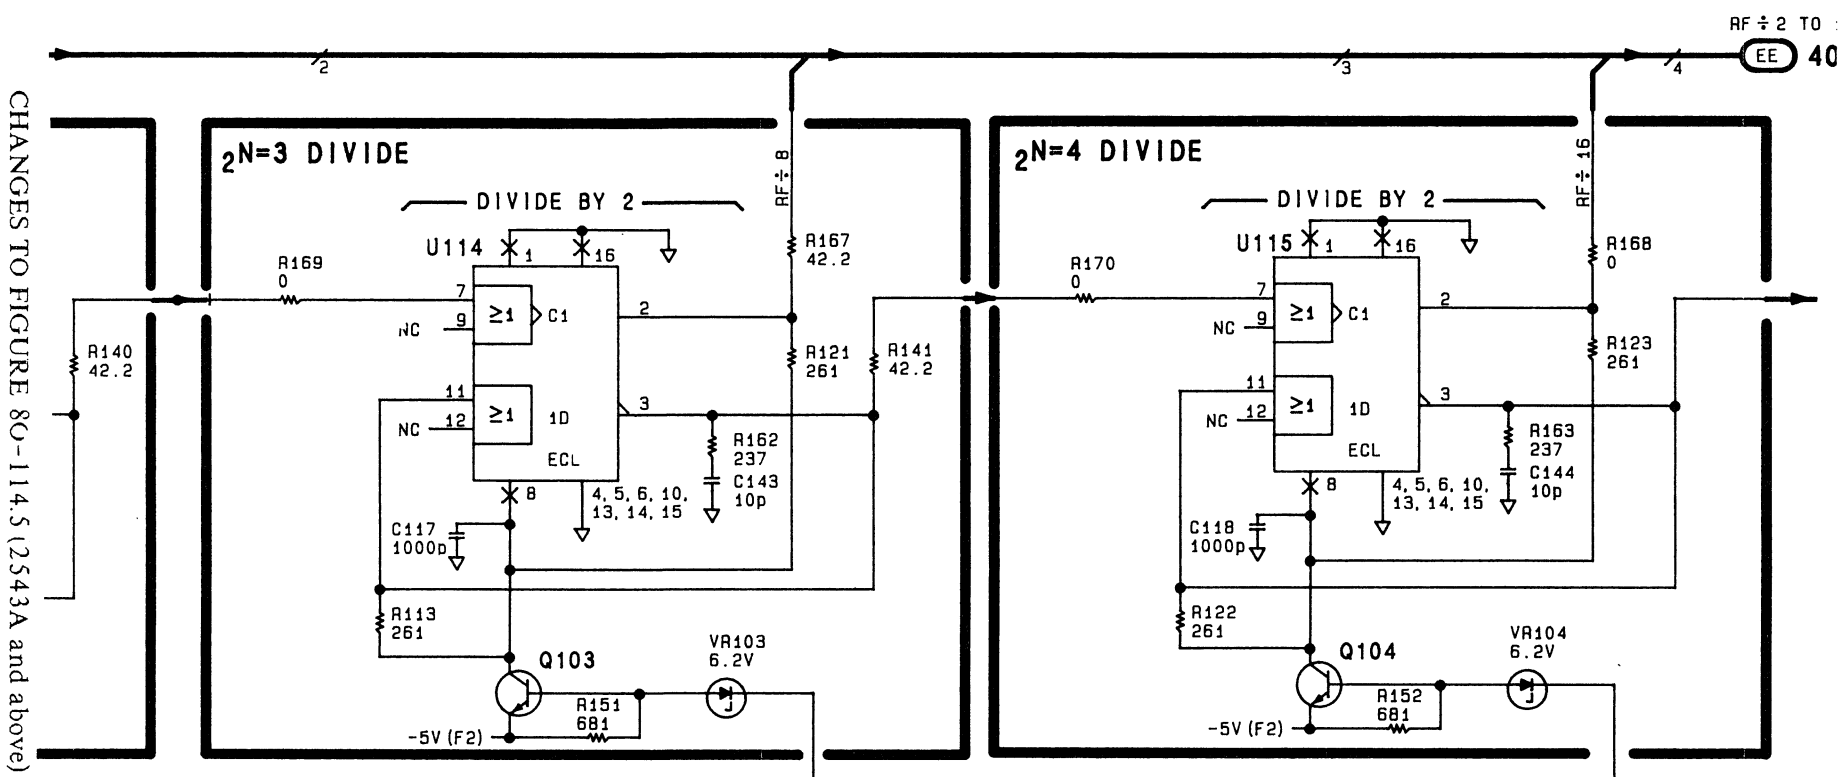 RF÷2 TO
2
3
4
EE
40
CHANGES TO FIGURE 8G-114.5 (2543A and above)
2N=3 DIVIDE
RF÷8
DIVIDE BY 2
U114
1
16
R167
42.2
R169
0
7
≥1
C1
2
NC
9
R140
42.2
R121
261
R141
42.2
11
≥1
1D
3
NC
12
ECL
R162
237
C143
10p
8
4,5,6,10,
13,14,15
C117
1000p
R113
261
Q103
VR103
6.2V
R151
681
-5V(F2)
2N=4 DIVIDE
RF÷16
DIVIDE BY 2
U115
1
16
R168
0
R170
0
7
≥1
C1
2
NC
9
R123
261
11
≥1
1D
3
NC
12
ECL
R163
237
C144
10p
8
4,5,6,10,
13,14,15
C118
1000p
R122
261
Q104
VR104
6.2V
R152
681
-5V(F2)